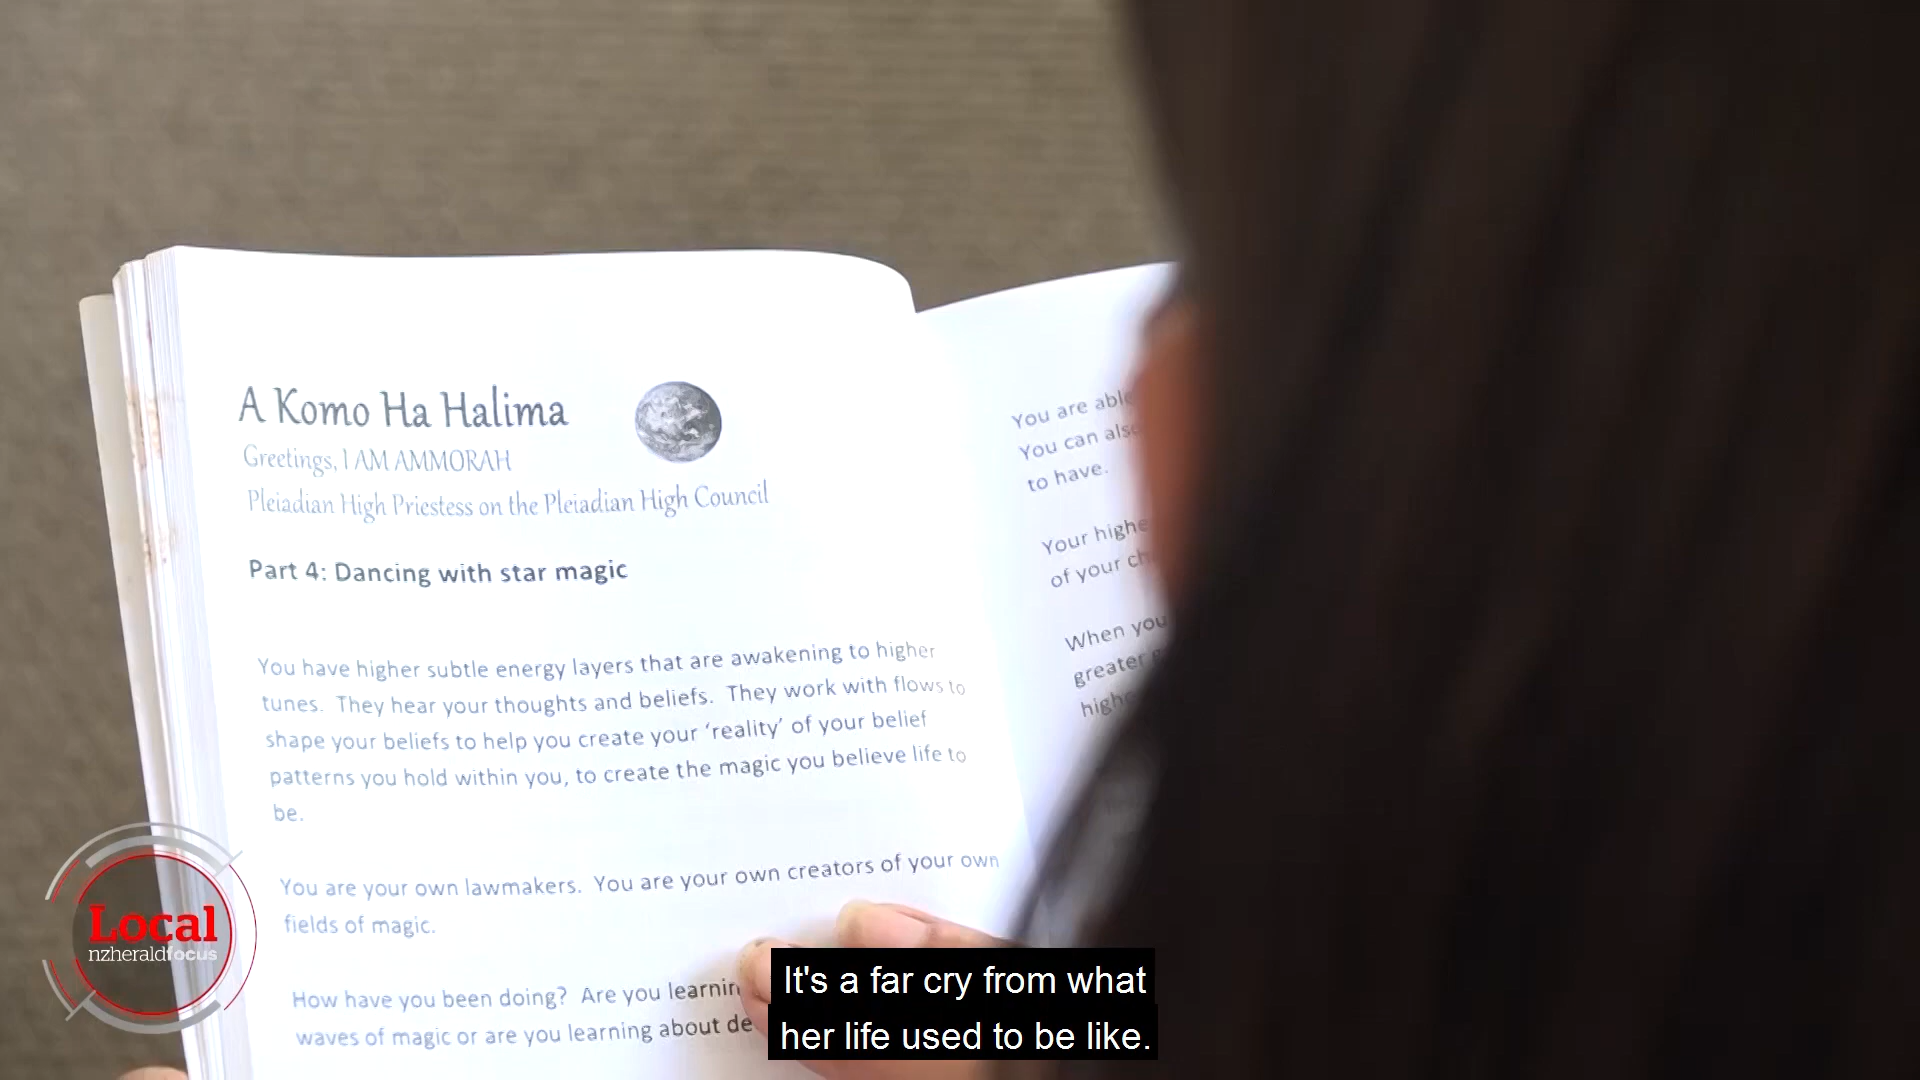 A Komo Ha Halima
Greetings, I AM AMMORAH
Pleiadian High Priestess on the Pleiadian High Council
Part 4: Dancing with star magic
You have higher subtle energy layers that are awakening to higher
tunes. They hear your thoughts and beliefs. They work with flows to
shape your beliefs to help you create your ‘reality’ of your belief
patterns you hold within you, to create the magic you believe life to
be.
You are your own lawmakers. You are your own creators of your own
fields of magic.
How have you been doing? Are you
waves of magic or are you learning about
You are
You can
to have.
Your
of your
When you
greater
Local
nzheraldfocus
It's a far cry from what
her life used to be like.